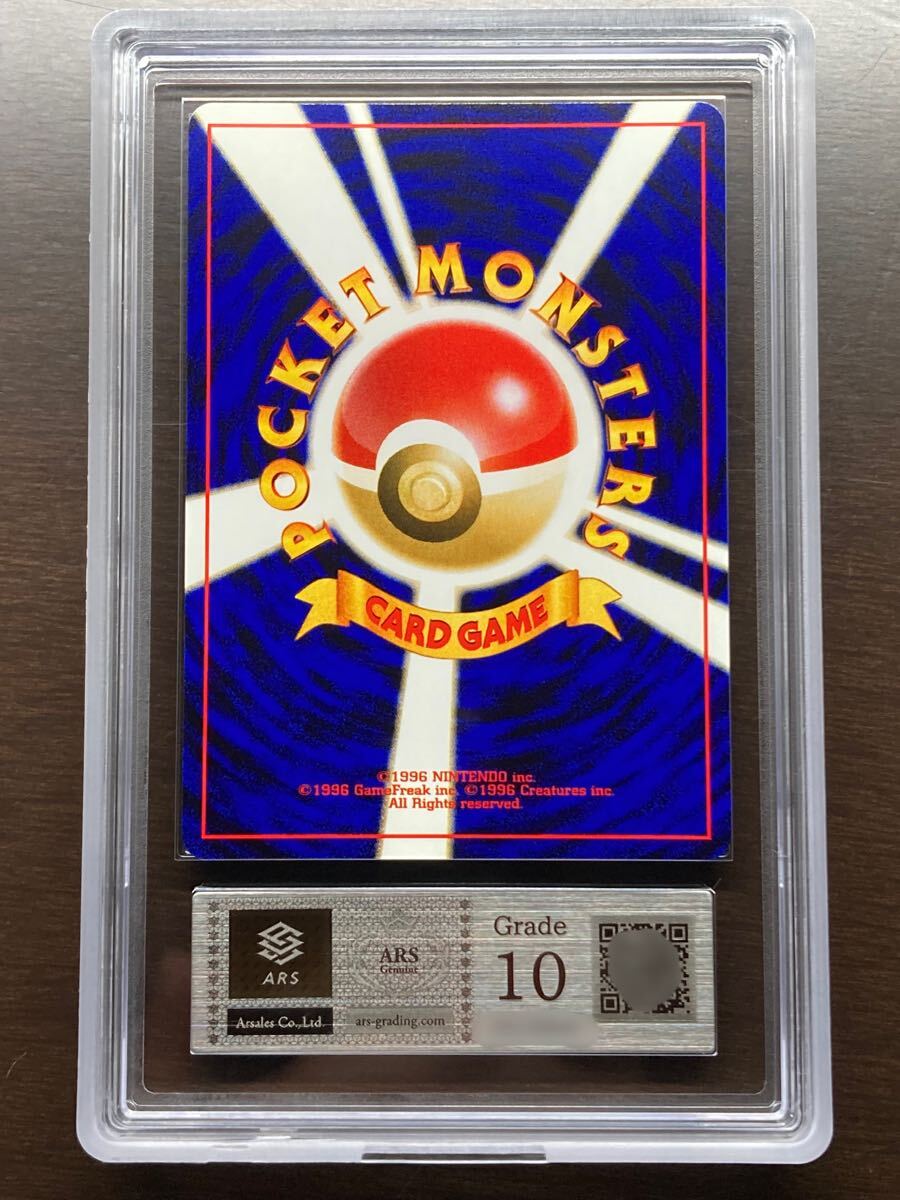 POCKET MONSTERS
CARD GAME
©1996 NINTENDO inc.
©1996 GameFreak inc. ©1996 Creatures inc.
All Rights reserved.
ARS
Arsales Co.,Ltd.
ARS
Genuine
ars-grading.com
Grade
10